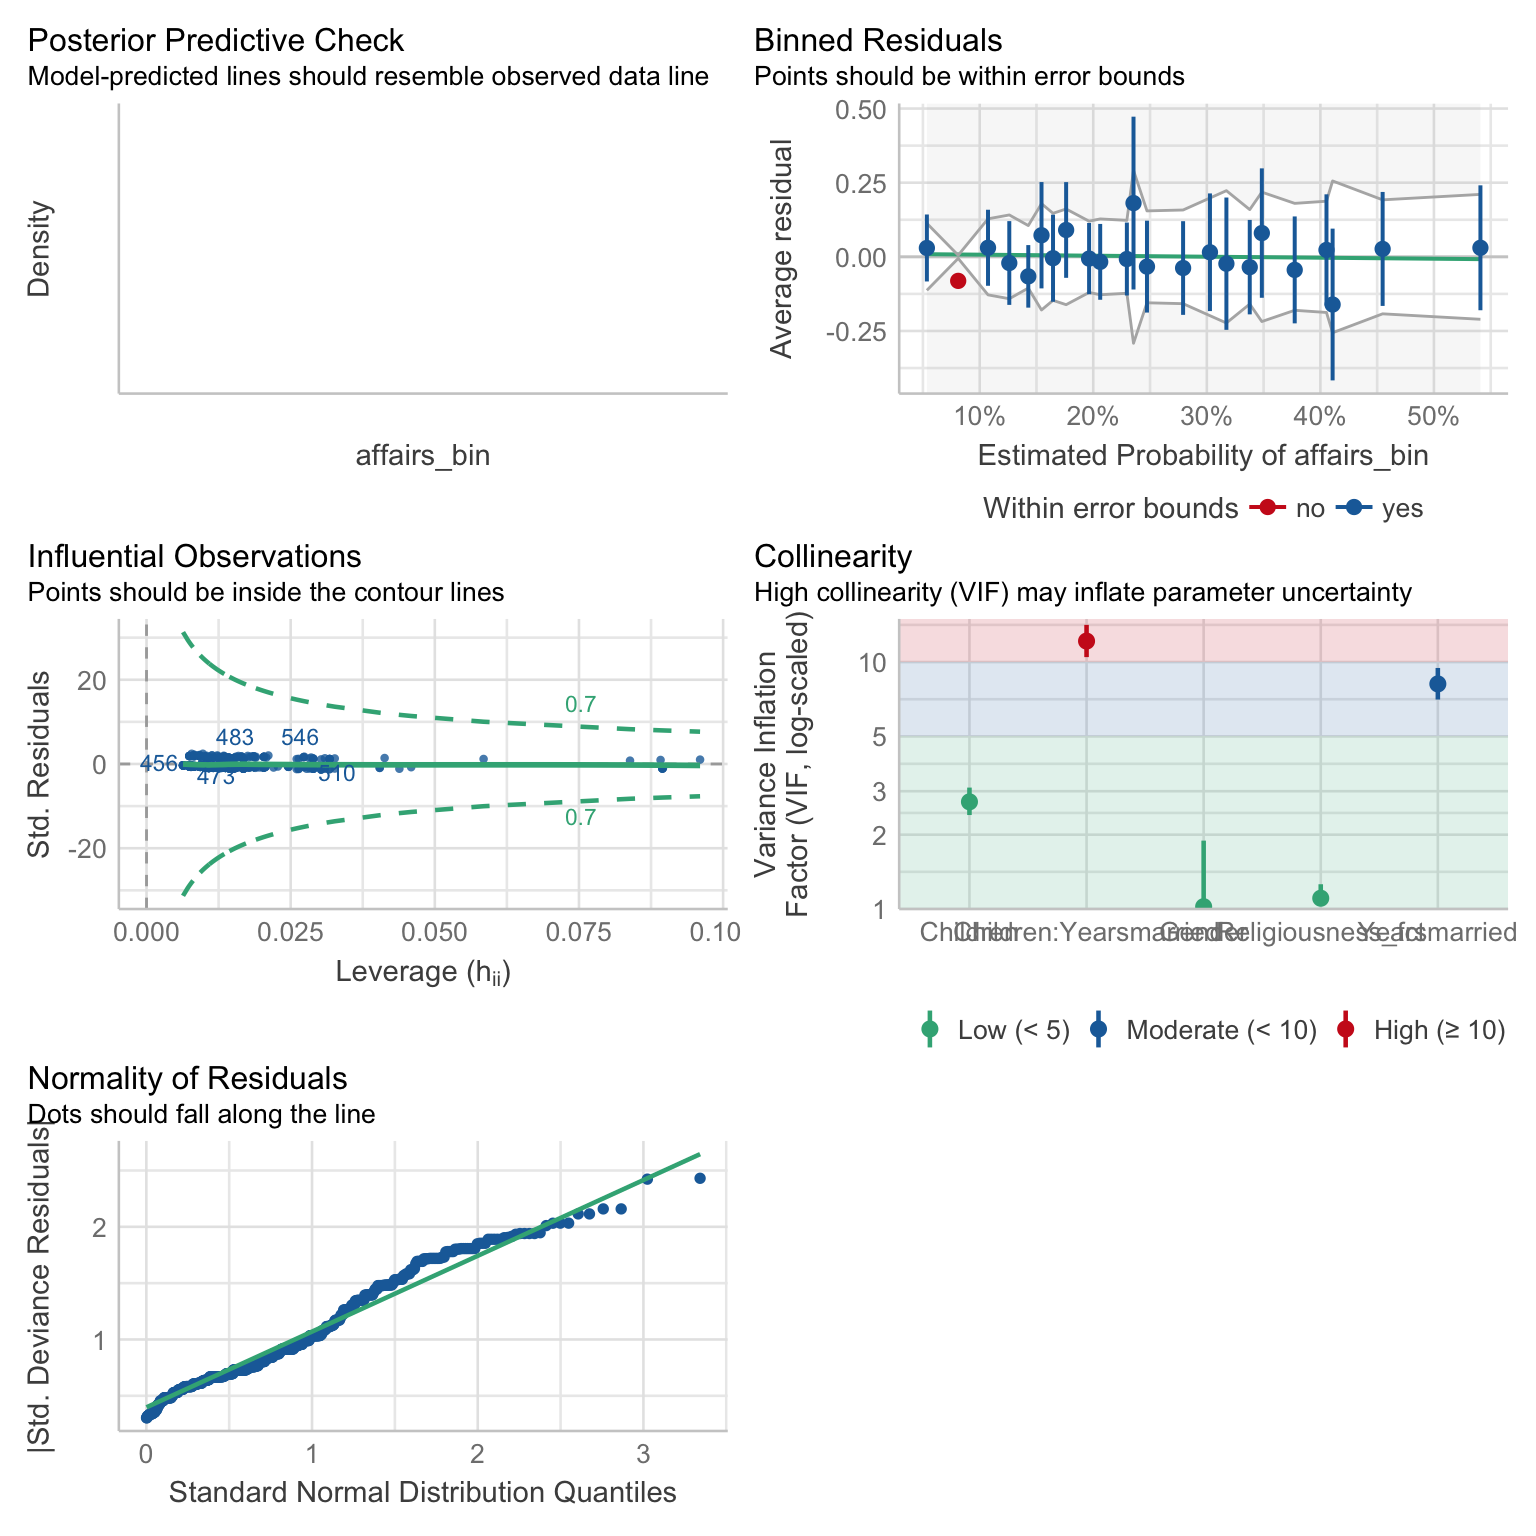 Posterior Predictive Check
Model-predicted lines should resemble observed data line
Density
affairs_bin
Binned Residuals
Points should be within error bounds
Average residual
0.50
0.25
0.00
-0.25
10% 20% 30% 40% 50%
Estimated Probability of affairs_bin
Within error bounds no yes
Influential Observations
Points should be inside the contour lines
Std. Residuals
20
0
-20
0.7
483 546
456
473 510
0.7
0.000 0.025 0.050 0.075 0.10
Leverage (hii)
Collinearity
High collinearity (VIF) may inflate parameter uncertainty
Variance Inflation
Factor (VIF, log-scaled)
10
5
3
2
1
Children Children:Yearsmarried Gender Religiousness_fct Yearsmarried
Low (< 5) Moderate (< 10) High (≥ 10)
Normality of Residuals
Dots should fall along the line
|Std. Deviance Residuals|
2
1
0 1 2 3
Standard Normal Distribution Quantiles